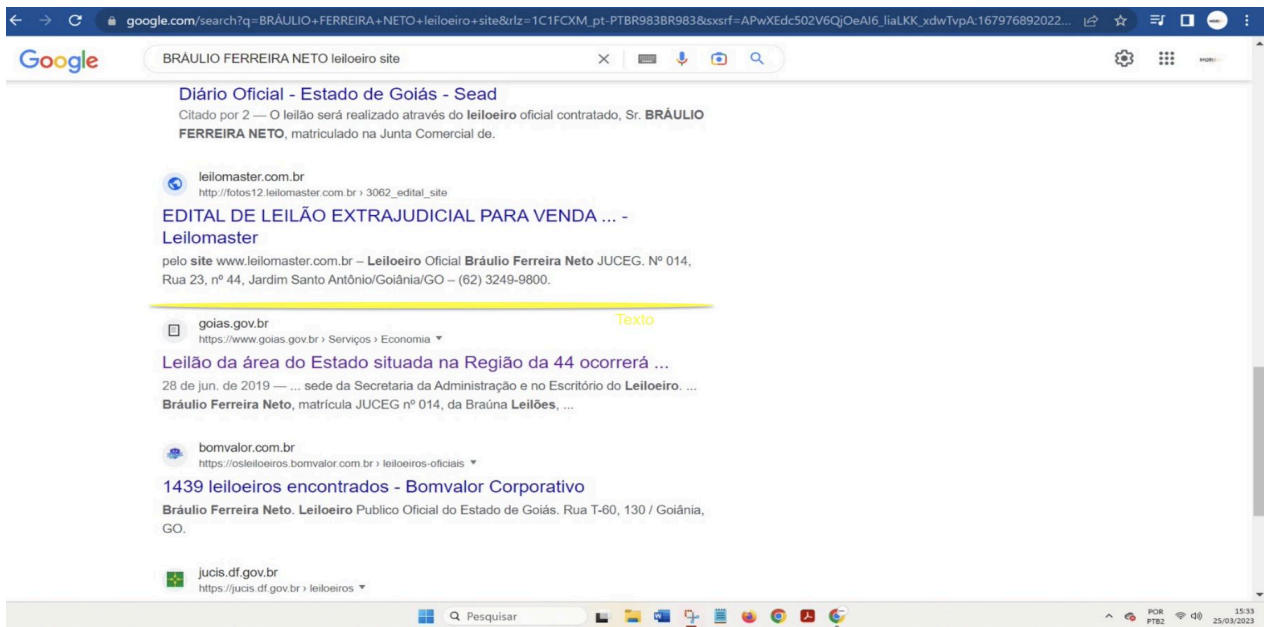 google.com/search?q=BRÁULIO+FERREIRA+NETO+leiloeiro+site&rlz=1C1FCXM_pt-PTBR983BR983&sxsrf=APwXEdc502V6QjOeAI6_liaLKK_xdwTvpA:167976892022...
Google
BRÁULIO FERREIRA NETO leiloeiro site
Diário Oficial - Estado de Goiás - Sead
Citado por 2 — O leilão será realizado através do leiloeiro oficial contratado, Sr. BRÁULIO
FERREIRA NETO, matriculado na Junta Comercial de.
leilomaster.com.br
http://fotos12.leilomaster.com.br › 3062_edital_site
EDITAL DE LEILÃO EXTRAJUDICIAL PARA VENDA ... -
Leilomaster
pelo site www.leilomaster.com.br – Leiloeiro Oficial Bráulio Ferreira Neto JUCEG. Nº 014,
Rua 23, nº 44, Jardim Santo Antônio/Goiânia/GO – (62) 3249-9800.
Texto
goias.gov.br
https://www.goias.gov.br › Serviços › Economia
Leilão da área do Estado situada na Região da 44 ocorrerá ...
28 de jun. de 2019 — ... sede da Secretaria da Administração e no Escritório do Leiloeiro. ...
Bráulio Ferreira Neto, matrícula JUCEG nº 014, da Braúna Leilões, ...
bomvalor.com.br
https://osleiloeiros.bomvalor.com.br › leiloeiros-oficiais
1439 leiloeiros encontrados - Bomvalor Corporativo
Bráulio Ferreira Neto. Leiloeiro Publico Oficial do Estado de Goiás. Rua T-60, 130 / Goiânia,
GO.
jucis.df.gov.br
https://jucis.df.gov.br › leiloeiros
Pesquisar
POR
PTB2
15:33
25/03/2023